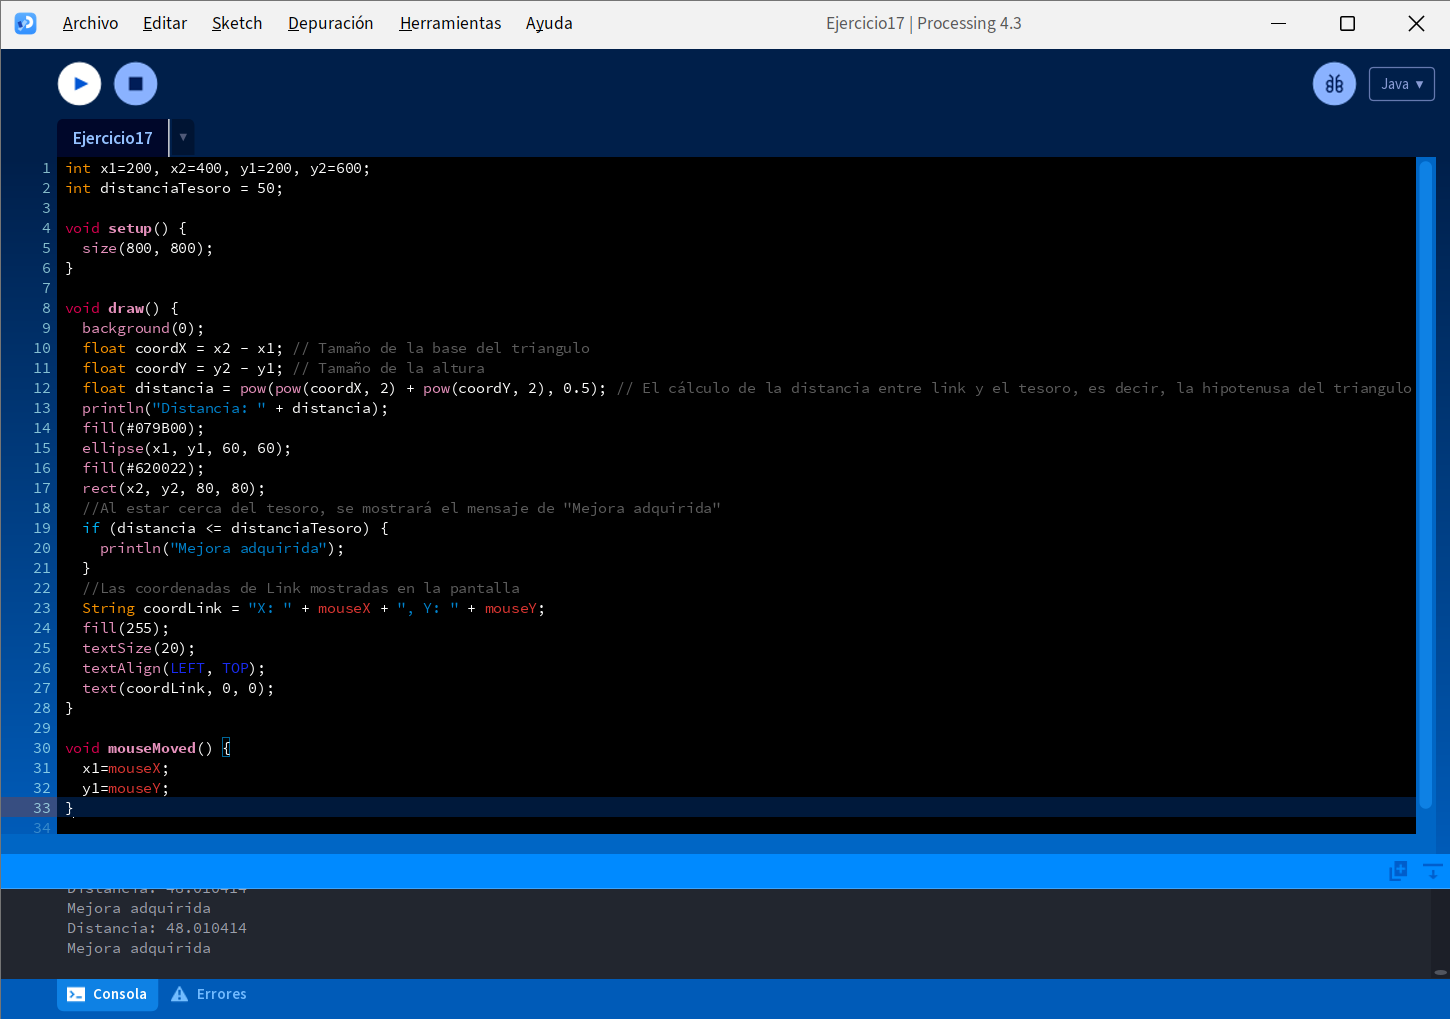 Archivo Editar Sketch Depuración Herramientas Ayuda Ejercicio17 | Processing 4.3
Java ▾
Ejercicio17 ▾
1 int x1=200, x2=400, y1=200, y2=600;
2 int distanciaTesoro = 50;
3
4 void setup() {
5   size(800, 800);
6 }
7
8 void draw() {
9   background(0);
10   float coordX = x2 - x1; // Tamaño de la base del triangulo
11   float coordY = y2 - y1; // Tamaño de la altura
12   float distancia = pow(pow(coordX, 2) + pow(coordY, 2), 0.5); // El cálculo de la distancia entre link y el tesoro, es decir, la hipotenusa del triangulo
13   println("Distancia: " + distancia);
14   fill(#079B00);
15   ellipse(x1, y1, 60, 60);
16   fill(#620022);
17   rect(x2, y2, 80, 80);
18   //Al estar cerca del tesoro, se mostrará el mensaje de "Mejora adquirida"
19   if (distancia <= distanciaTesoro) {
20     println("Mejora adquirida");
21   }
22   //Las coordenadas de Link mostradas en la pantalla
23   String coordLink = "X: " + mouseX + ", Y: " + mouseY;
24   fill(255);
25   textSize(20);
26   textAlign(LEFT, TOP);
27   text(coordLink, 0, 0);
28 }
29
30 void mouseMoved() {
31   x1=mouseX;
32   y1=mouseY;
33 }
34
Distancia: 48.010414
Mejora adquirida
Distancia: 48.010414
Mejora adquirida
Consola Errores